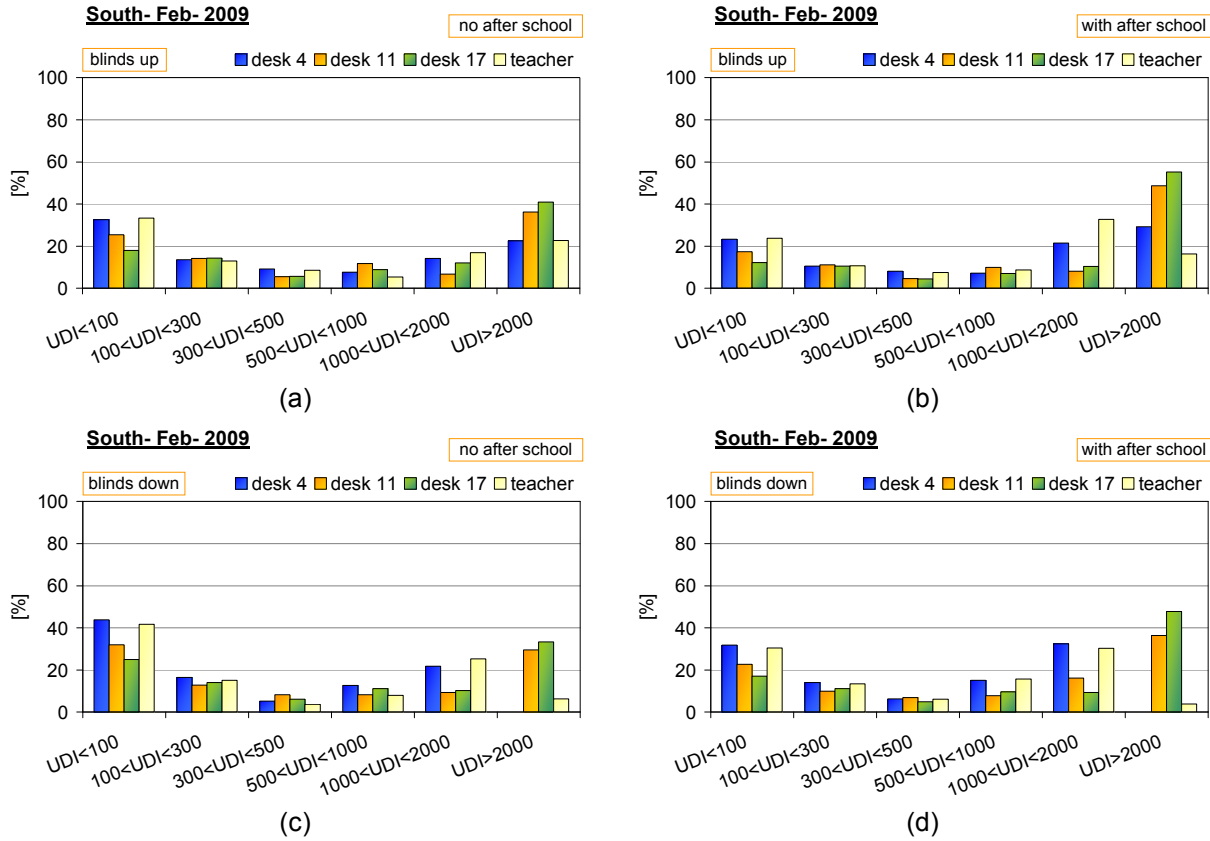 South- Feb- 2009
no after school
blinds up
desk 4 desk 11 desk 17 teacher
100
80
60
40
20
0
[%]
UDI<100
100<UDI<300
300<UDI<500
500<UDI<1000
1000<UDI<2000
UDI>2000
(a)
South- Feb- 2009
with after school
blinds up
desk 4 desk 11 desk 17 teacher
100
80
60
40
20
0
[%]
UDI<100
100<UDI<300
300<UDI<500
500<UDI<1000
1000<UDI<2000
UDI>2000
(b)
South- Feb- 2009
no after school
blinds down
desk 4 desk 11 desk 17 teacher
100
80
60
40
20
0
[%]
UDI<100
100<UDI<300
300<UDI<500
500<UDI<1000
1000<UDI<2000
UDI>2000
(c)
South- Feb- 2009
with after school
blinds down
desk 4 desk 11 desk 17 teacher
100
80
60
40
20
0
[%]
UDI<100
100<UDI<300
300<UDI<500
500<UDI<1000
1000<UDI<2000
UDI>2000
(d)